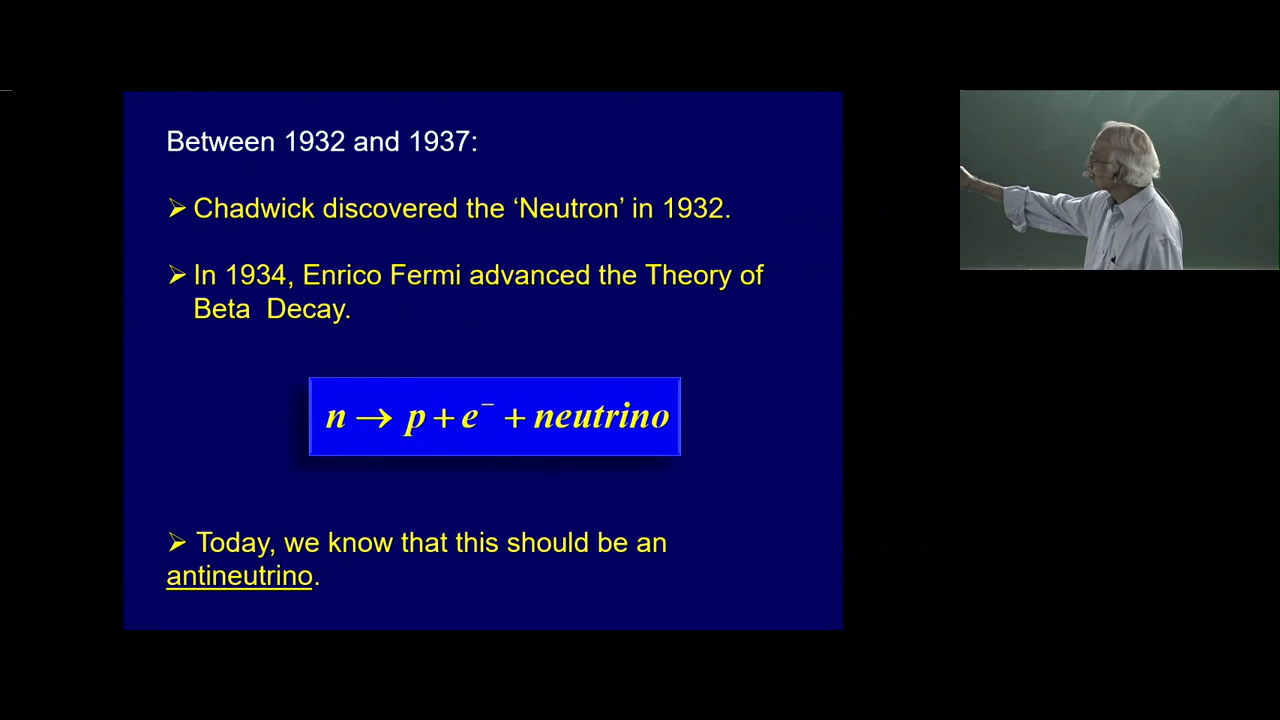 Between 1932 and 1937:
➢ Chadwick discovered the ‘Neutron’ in 1932.
➢ In 1934, Enrico Fermi advanced the Theory of
Beta Decay.
n → p + e⁻ + neutrino
➢ Today, we know that this should be an
antineutrino.